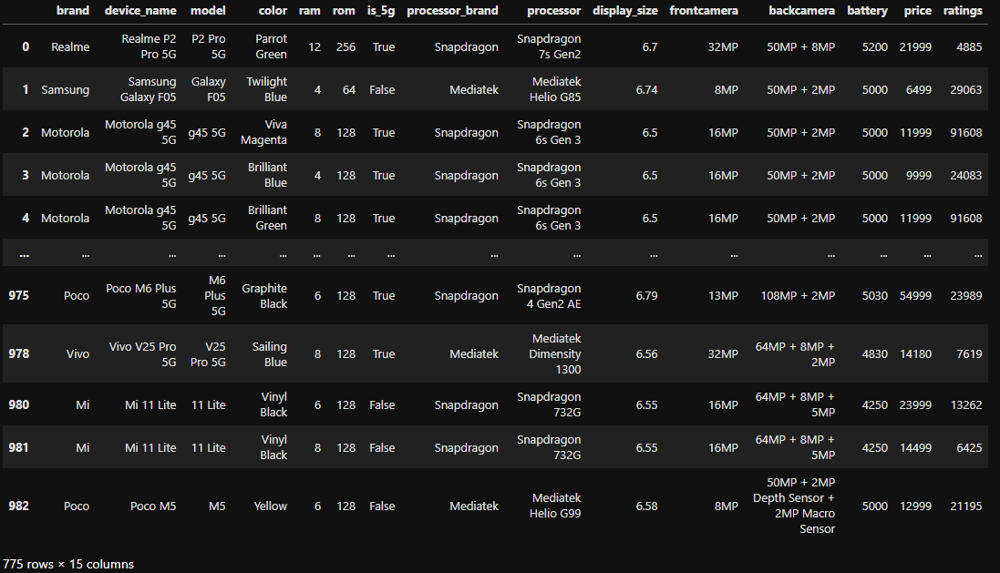 brand device_name model color ram rom is_5g processor_brand processor display_size frontcamera backcamera battery price ratings
0 Realme Realme P2 Pro 5G P2 Pro 5G Parrot Green 12 256 True Snapdragon Snapdragon 7s Gen2 6.7 32MP 50MP + 8MP 5200 21999 4885
1 Samsung Samsung Galaxy F05 Galaxy F05 Twilight Blue 4 64 False Mediatek Mediatek Helio G85 6.74 8MP 50MP + 2MP 5000 6499 29063
2 Motorola Motorola g45 5G g45 5G Viva Magenta 8 128 True Snapdragon Snapdragon 6s Gen 3 6.5 16MP 50MP + 2MP 5000 11999 91608
3 Motorola Motorola g45 5G g45 5G Brilliant Blue 4 128 True Snapdragon Snapdragon 6s Gen 3 6.5 16MP 50MP + 2MP 5000 9999 24083
4 Motorola Motorola g45 5G g45 5G Brilliant Green 8 128 True Snapdragon Snapdragon 6s Gen 3 6.5 16MP 50MP + 2MP 5000 11999 91608
... ... ... ... ... ... ... ... ... ... ... ... ... ... ... ...
975 Poco Poco M6 Plus 5G M6 Plus 5G Graphite Black 6 128 True Snapdragon Snapdragon 4 Gen2 AE 6.79 13MP 108MP + 2MP 5030 54999 23989
978 Vivo Vivo V25 Pro 5G V25 Pro 5G Sailing Blue 8 128 True Mediatek Mediatek Dimensity 1300 6.56 32MP 64MP + 8MP + 2MP 4830 14180 7619
980 Mi Mi 11 Lite 11 Lite Vinyl Black 6 128 False Snapdragon Snapdragon 732G 6.55 16MP 64MP + 8MP + 5MP 4250 23999 13262
981 Mi Mi 11 Lite 11 Lite Vinyl Black 8 128 False Snapdragon Snapdragon 732G 6.55 16MP 64MP + 8MP + 5MP 4250 14499 6425
982 Poco Poco M5 M5 Yellow 6 128 False Mediatek Mediatek Helio G99 6.58 8MP 50MP + 2MP Depth Sensor + 2MP Macro Sensor 5000 12999 21195
775 rows × 15 columns